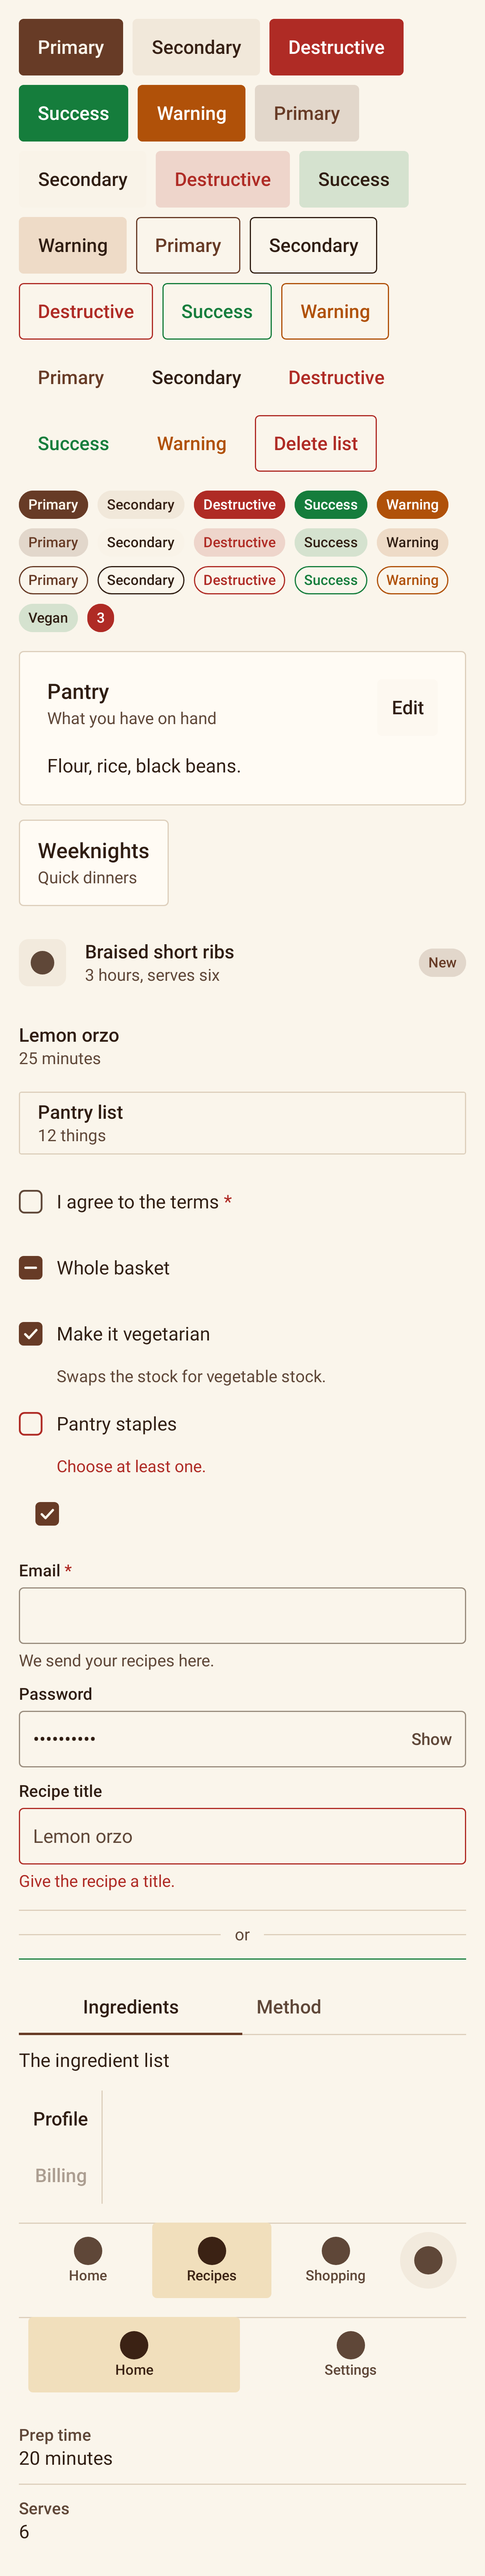 Primary Secondary Destructive
Success Warning Primary
Secondary Destructive Success
Warning Primary Secondary
Destructive Success Warning
Primary Secondary Destructive
Success Warning Delete list
Primary Secondary Destructive Success Warning
Primary Secondary Destructive Success Warning
Primary Secondary Destructive Success Warning
Vegan 3
Pantry
What you have on hand
Edit
Flour, rice, black beans.
Weeknights
Quick dinners
Braised short ribs
3 hours, serves six
New
Lemon orzo
25 minutes
Pantry list
12 things
I agree to the terms *
Whole basket
Make it vegetarian
Swaps the stock for vegetable stock.
Pantry staples
Choose at least one.
Email *
We send your recipes here.
Password
•••••••••• Show
Recipe title
Lemon orzo
Give the recipe a title.
or
Ingredients Method
The ingredient list
Profile
Billing
Home Recipes Shopping
Home Settings
Prep time
20 minutes
Serves
6